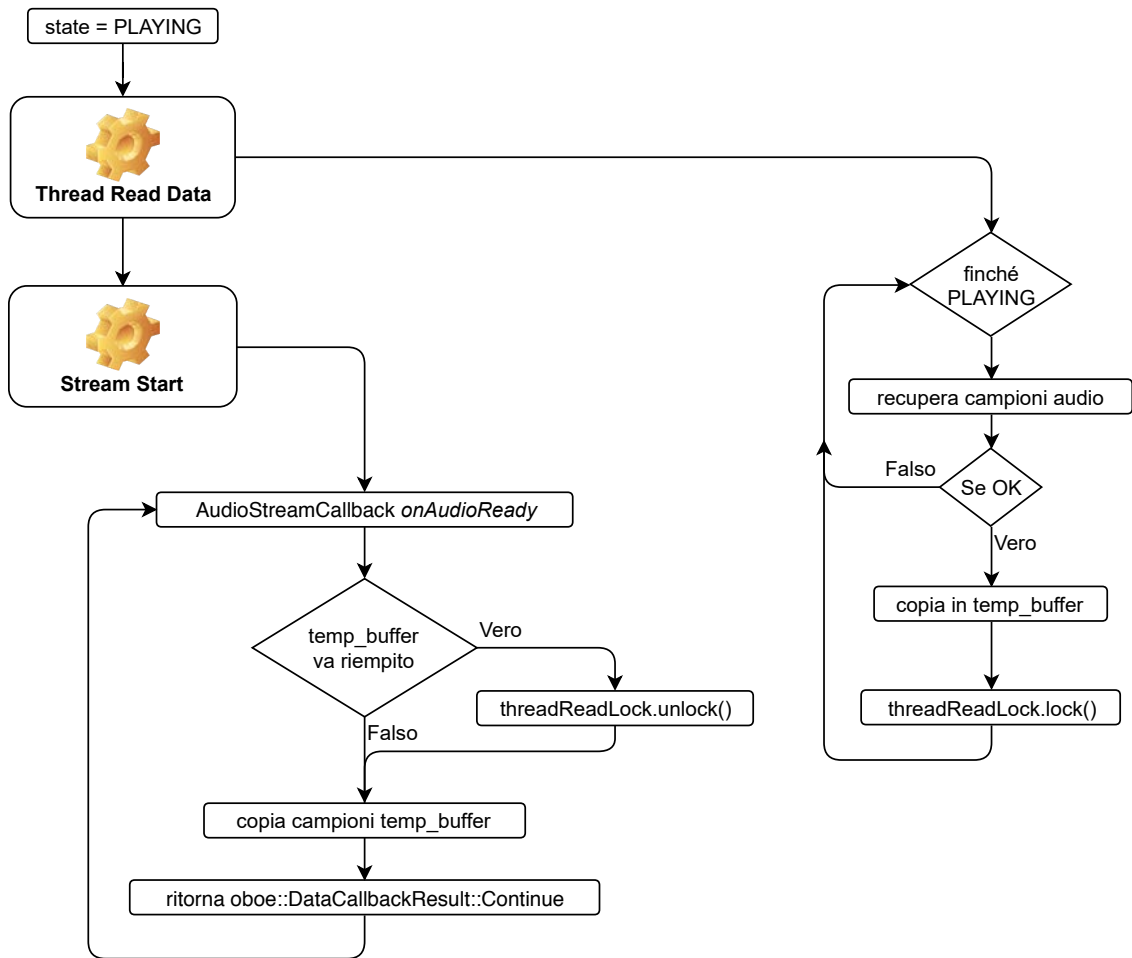 state = PLAYING
Thread Read Data
Stream Start
AudioStreamCallback onAudioReady
temp_buffer
va riempito
Vero
threadReadLock.unlock()
Falso
copia campioni temp_buffer
ritorna oboe::DataCallbackResult::Continue
finché
PLAYING
recupera campioni audio
Falso
Se OK
Vero
copia in temp_buffer
threadReadLock.lock()